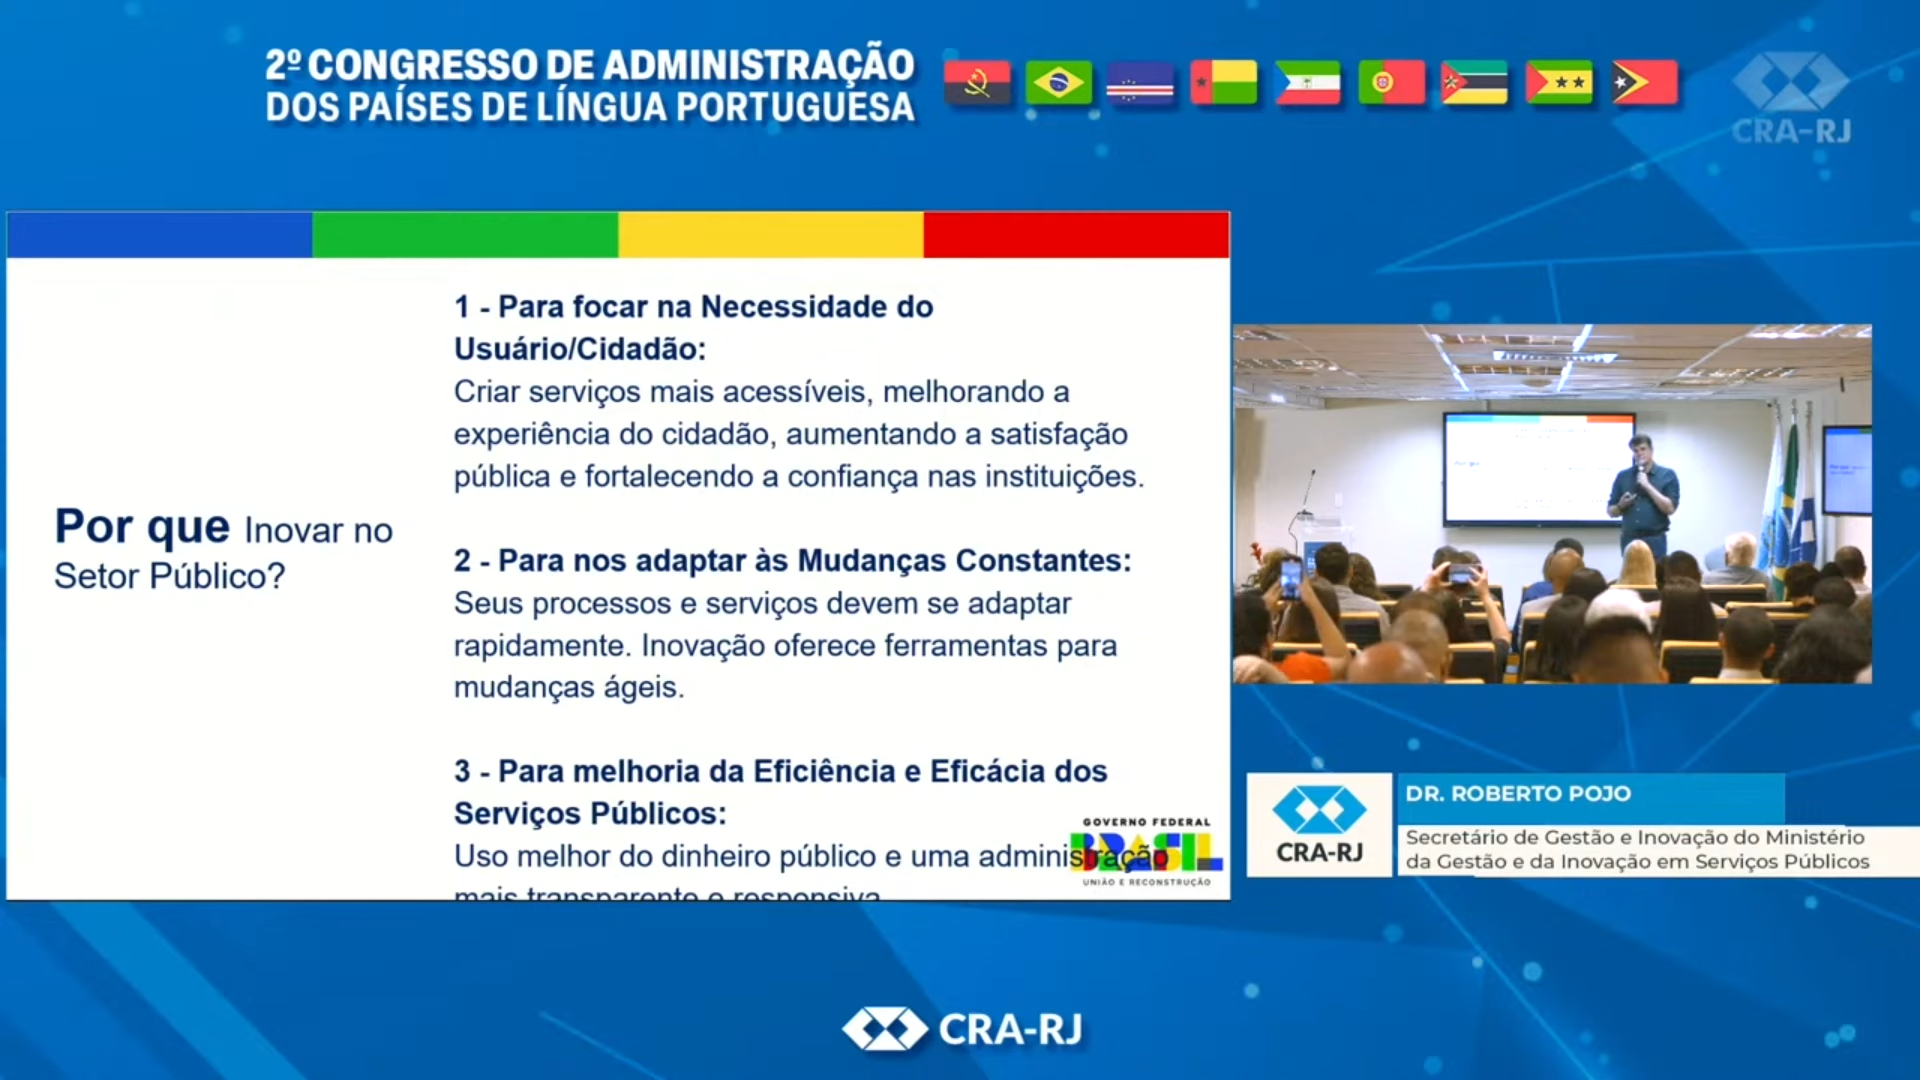 2º CONGRESSO DE ADMINISTRAÇÃO
DOS PAÍSES DE LÍNGUA PORTUGUESA
CRA-RJ
Por que Inovar no
Setor Público?
1 - Para focar na Necessidade do
Usuário/Cidadão:
Criar serviços mais acessíveis, melhorando a
experiência do cidadão, aumentando a satisfação
pública e fortalecendo a confiança nas instituições.
2 - Para nos adaptar às Mudanças Constantes:
Seus processos e serviços devem se adaptar
rapidamente. Inovação oferece ferramentas para
mudanças ágeis.
3 - Para melhoria da Eficiência e Eficácia dos
Serviços Públicos:
Uso melhor do dinheiro público e uma administração
mais transparente e responsiva
GOVERNO FEDERAL
BRASIL
UNIÃO E RECONSTRUÇÃO
CRA-RJ
DR. ROBERTO POJO
Secretário de Gestão e Inovação do Ministério
da Gestão e da Inovação em Serviços Públicos
CRA-RJ